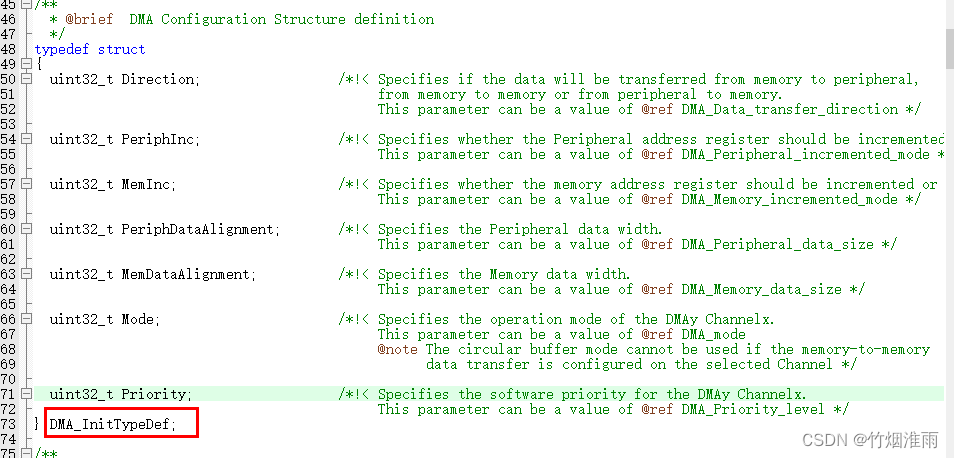 45 /**
46 * @brief  DMA Configuration Structure definition
47 */
48 typedef struct
49 {
50 uint32_t Direction; /*!< Specifies if the data will be transferred from memory to peripheral,
51 from memory to memory or from peripheral to memory.
52 This parameter can be a value of @ref DMA_Data_transfer_direction */
53
54 uint32_t PeriphInc; /*!< Specifies whether the Peripheral address register should be incremented
55 This parameter can be a value of @ref DMA_Peripheral_incremented_mode *
56
57 uint32_t MemInc; /*!< Specifies whether the memory address register should be incremented or
58 This parameter can be a value of @ref DMA_Memory_incremented_mode */
59
60 uint32_t PeriphDataAlignment; /*!< Specifies the Peripheral data width.
61 This parameter can be a value of @ref DMA_Peripheral_data_size */
62
63 uint32_t MemDataAlignment; /*!< Specifies the Memory data width.
64 This parameter can be a value of @ref DMA_Memory_data_size */
65
66 uint32_t Mode; /*!< Specifies the operation mode of the DMAy Channelx.
67 This parameter can be a value of @ref DMA_mode
68 @note The circular buffer mode cannot be used if the memory-to-memory
69 data transfer is configured on the selected Channel */
70
71 uint32_t Priority; /*!< Specifies the software priority for the DMAy Channelx.
72 This parameter can be a value of @ref DMA_Priority_level */
73 } DMA_InitTypeDef;
74
75 /**
CSDN @竹烟淮雨